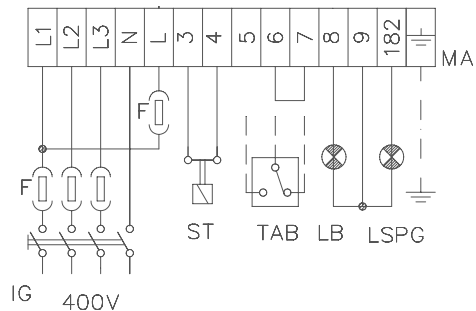 L1 L2 L3 N L 3 4 5 6 7 8 9 182
MA
F
F
ST TAB LB LSPG
IG 400V